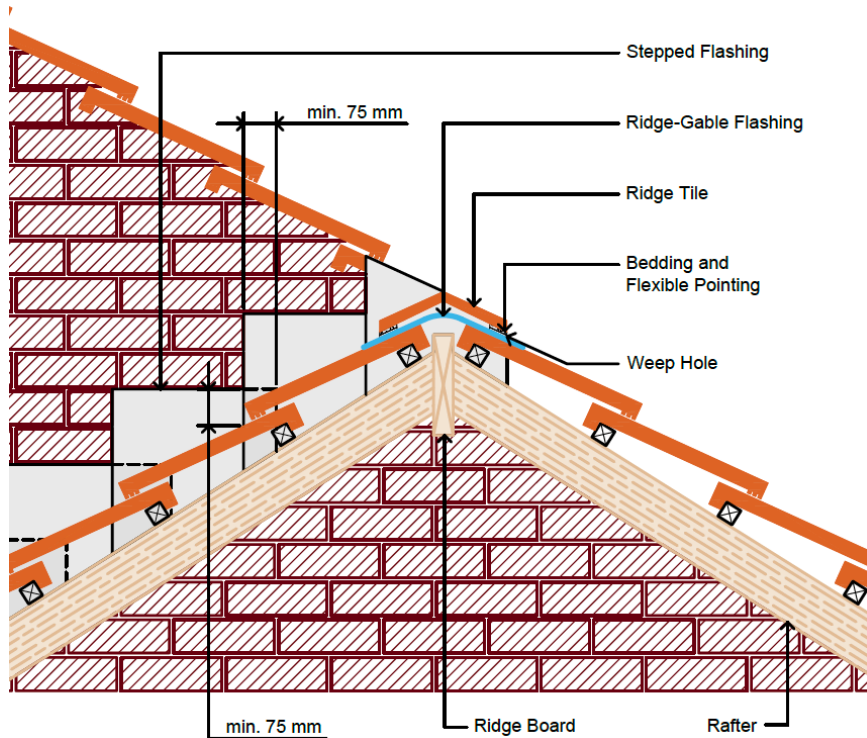 Stepped Flashing
min. 75 mm
Ridge-Gable Flashing
Ridge Tile
Bedding and
Flexible Pointing
Weep Hole
min. 75 mm
Ridge Board
Rafter